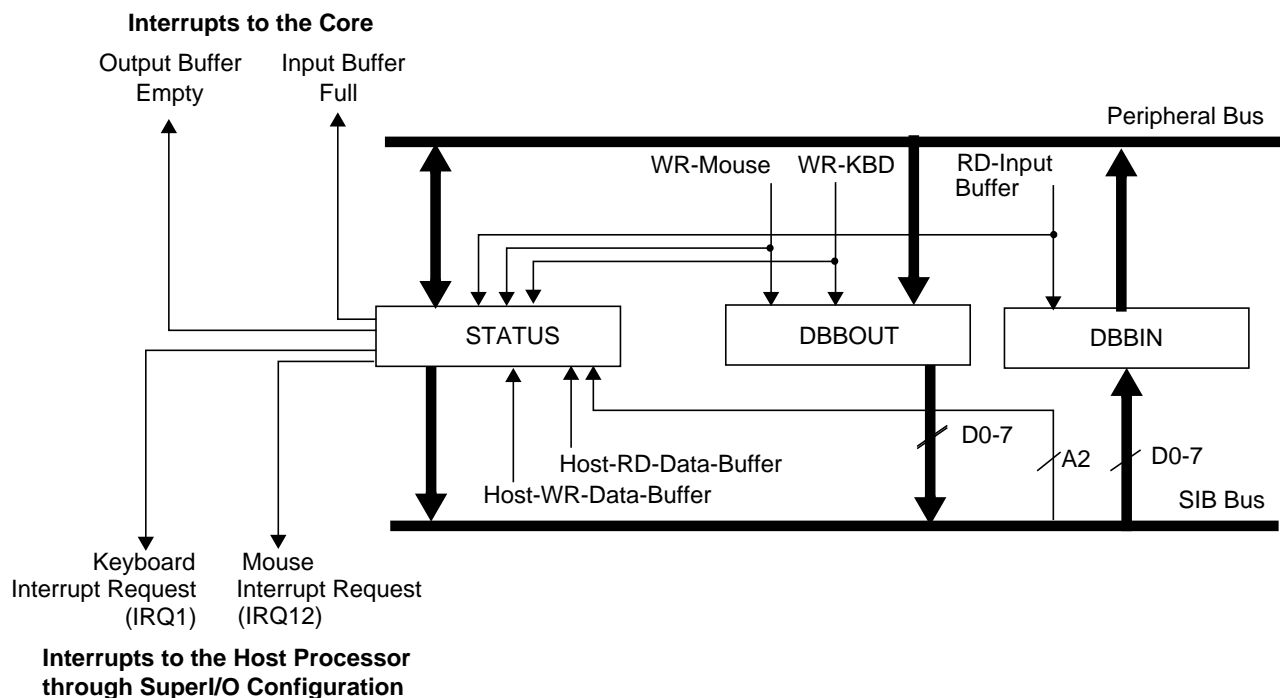 Interrupts to the Core
Output Buffer
Empty
Input Buffer
Full
Peripheral Bus
WR-Mouse
WR-KBD
RD-Input
Buffer
STATUS
DBBOUT
DBBIN
D0-7
A2
D0-7
Host-RD-Data-Buffer
Host-WR-Data-Buffer
SIB Bus
Keyboard
Interrupt Request
(IRQ1)
Mouse
Interrupt Request
(IRQ12)
Interrupts to the Host Processor
through SuperI/O Configuration